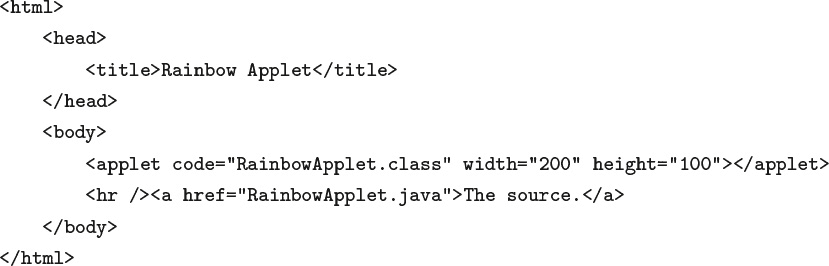 <html>
    <head>
        <title>Rainbow Applet</title>
    </head>
    <body>
        <applet code="RainbowApplet.class" width="200" height="100"></applet>
        <hr /><a href="RainbowApplet.java">The source.</a>
    </body>
</html>